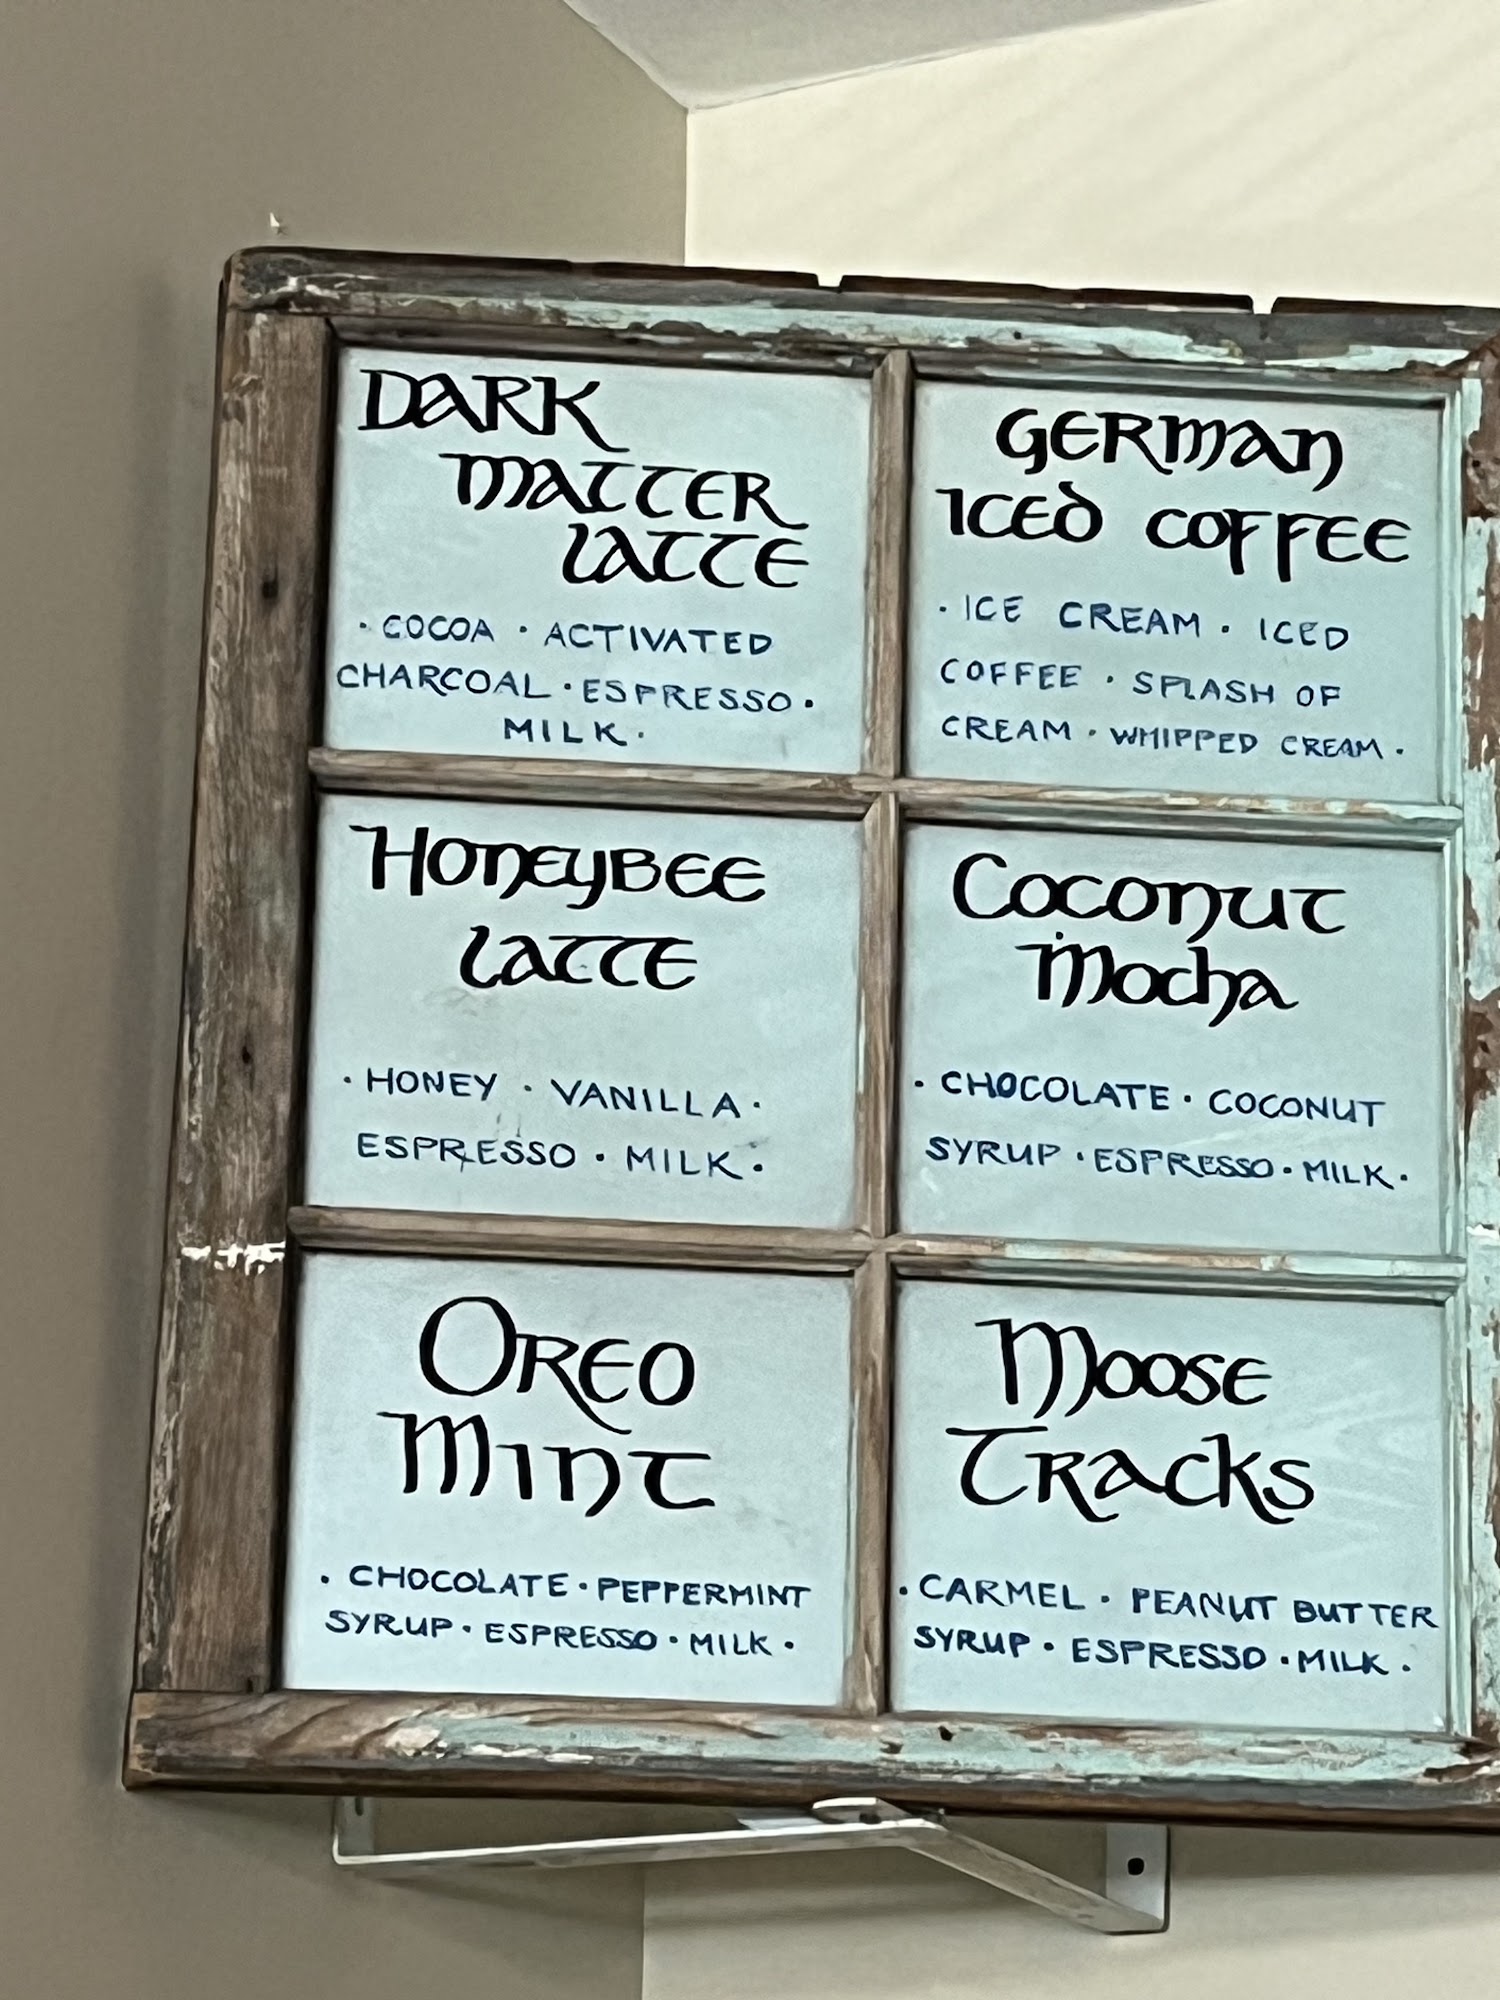 DARK
MATTER
LATTE
· COCOA · ACTIVATED
CHARCOAL · ESPRESSO ·
MILK ·
GERMAN
ICED COFFEE
· ICE CREAM · ICED
COFFEE · SPLASH OF
CREAM · WHIPPED CREAM ·
HONEYBEE
LATTE
· HONEY · VANILLA ·
ESPRESSO · MILK ·
COCONUT
MOCHA
· CHOCOLATE · COCONUT
SYRUP · ESPRESSO · MILK ·
OREO
MINT
· CHOCOLATE · PEPPERMINT
SYRUP · ESPRESSO · MILK ·
MOOSE
TRACKS
· CARMEL · PEANUT BUTTER
SYRUP · ESPRESSO · MILK ·